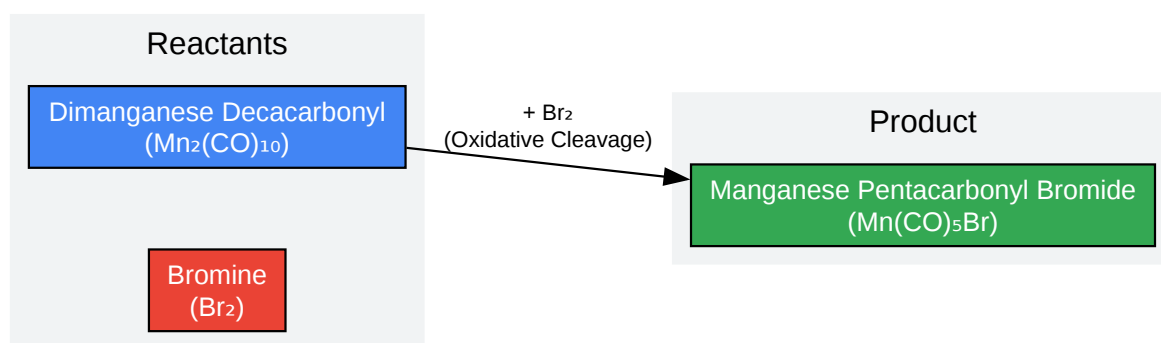 Reactants
Dimanganese Decacarbonyl
(Mn₂(CO)₁₀)
+ Br₂
(Oxidative Cleavage)
Product
Manganese Pentacarbonyl Bromide
(Mn(CO)₅Br)
Bromine
(Br₂)